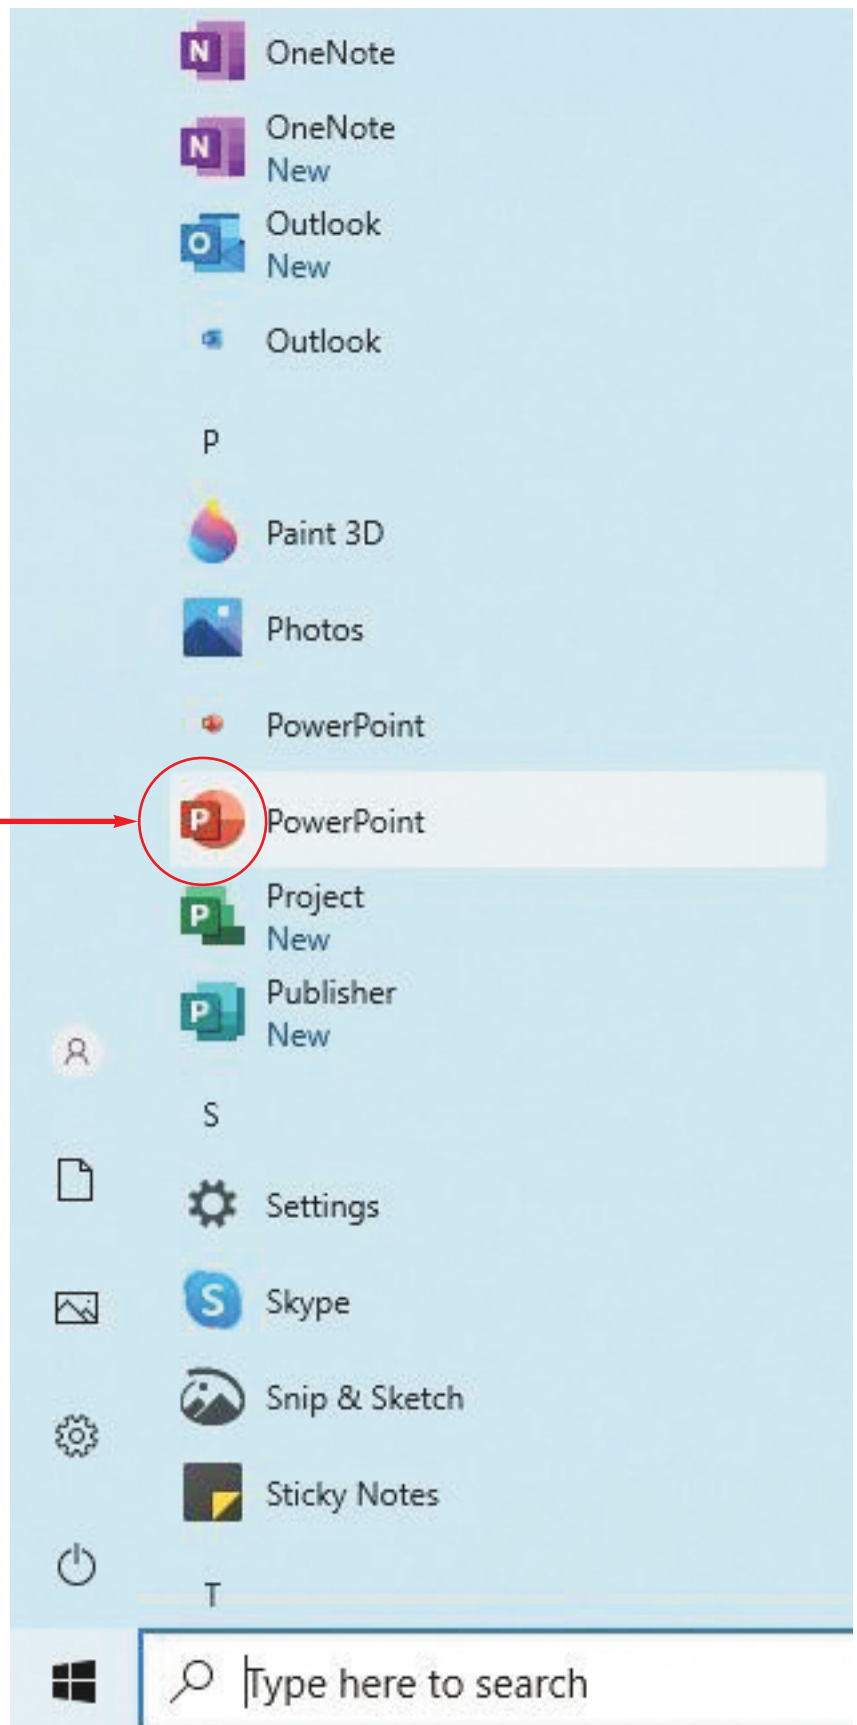 N OneNote
N OneNote
New
O Outlook
New
Outlook
P
Paint 3D
Photos
PowerPoint
P PowerPoint
P Project
New
P Publisher
New
S
Settings
S Skype
Snip & Sketch
Sticky Notes
T
Type here to search